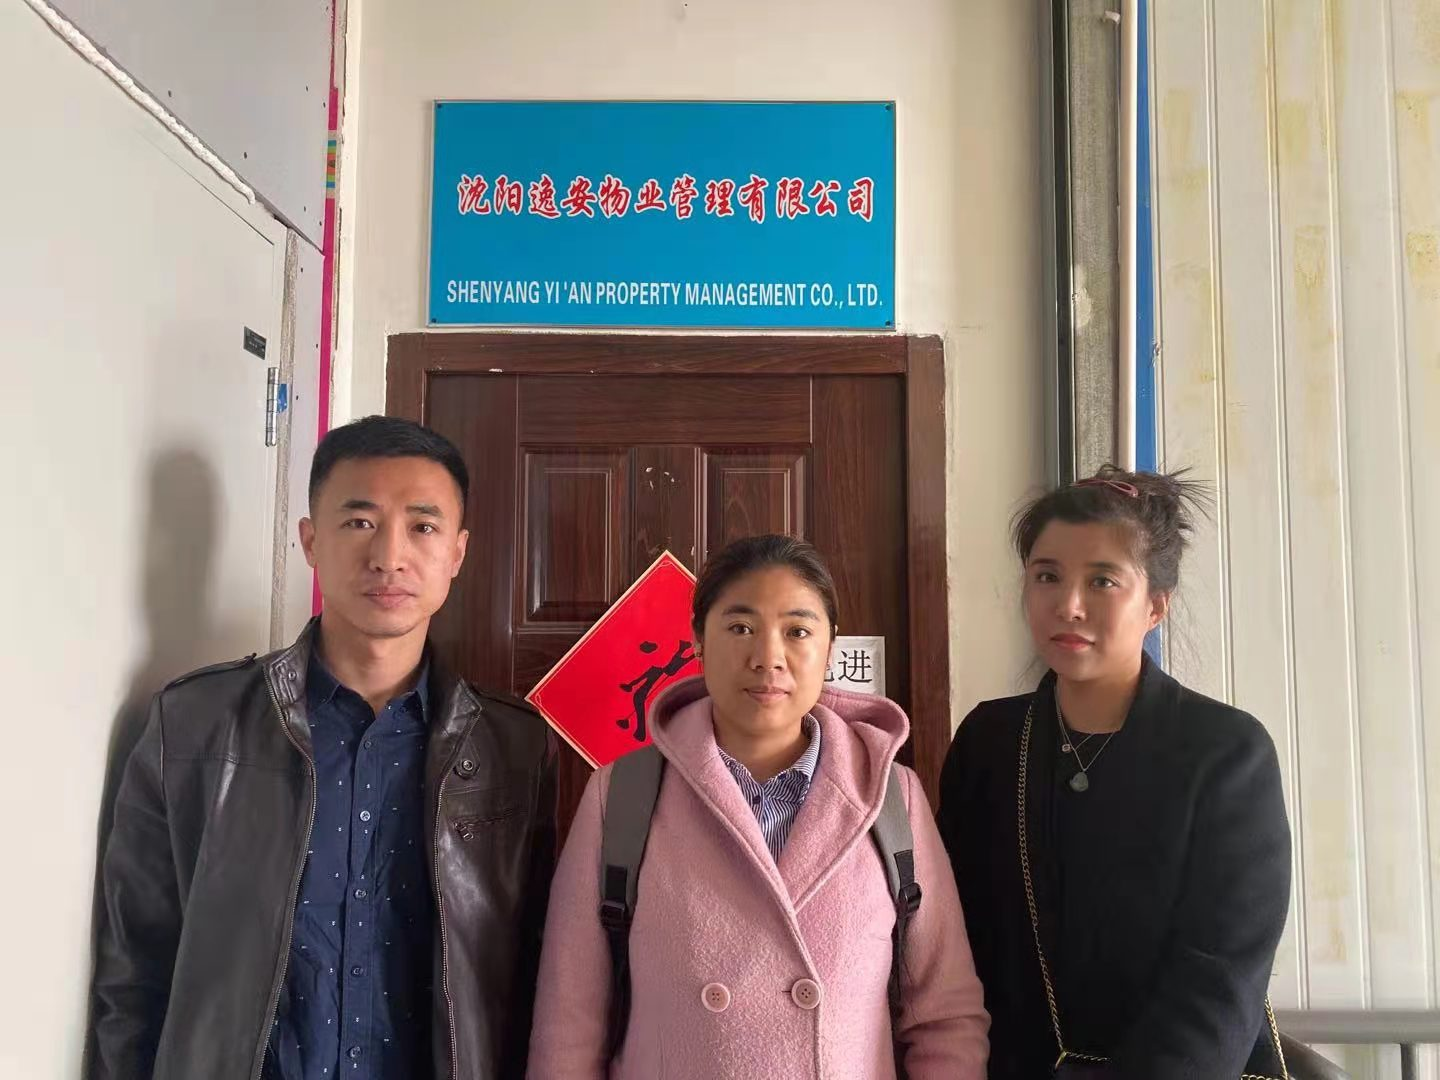 沈阳逸安物业管理有限公司
SHENYANG YI'AN PROPERTY MANAGEMENT CO., LTD.
进